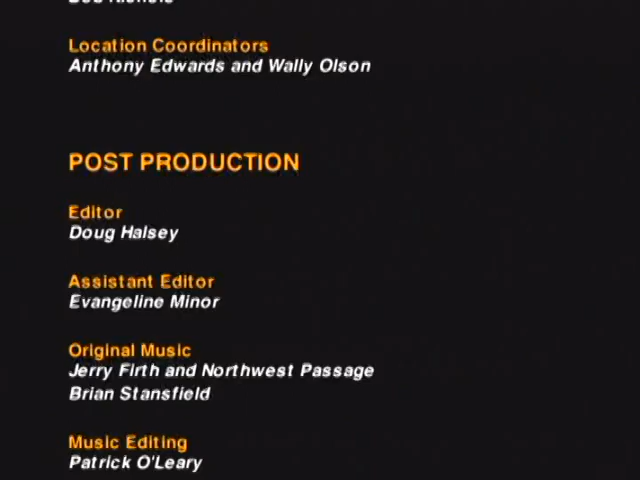 Location Coordinators
Anthony Edwards and Wally Olson
POST PRODUCTION
Editor
Doug Halsey
Assistant Editor
Evangeline Minor
Original Music
Jerry Firth and Northwest Passage
Brian Stansfield
Music Editing
Patrick O'Leary